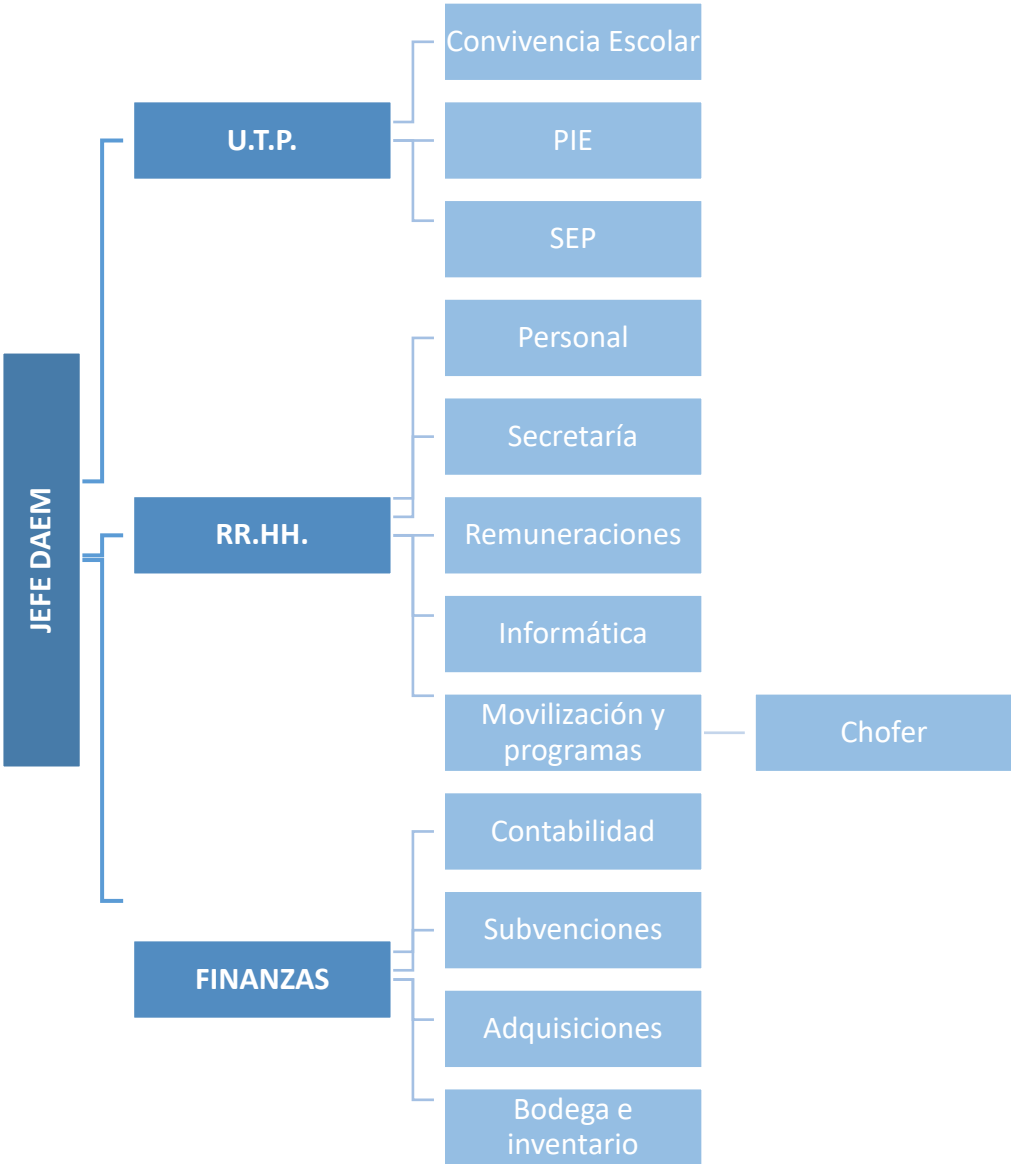 JEFE DAEM
U.T.P.
Convivencia Escolar
PIE
SEP
RR.HH.
Personal
Secretaría
Remuneraciones
Informática
Movilización y
programas
Chofer
FINANZAS
Contabilidad
Subvenciones
Adquisiciones
Bodega e
inventario